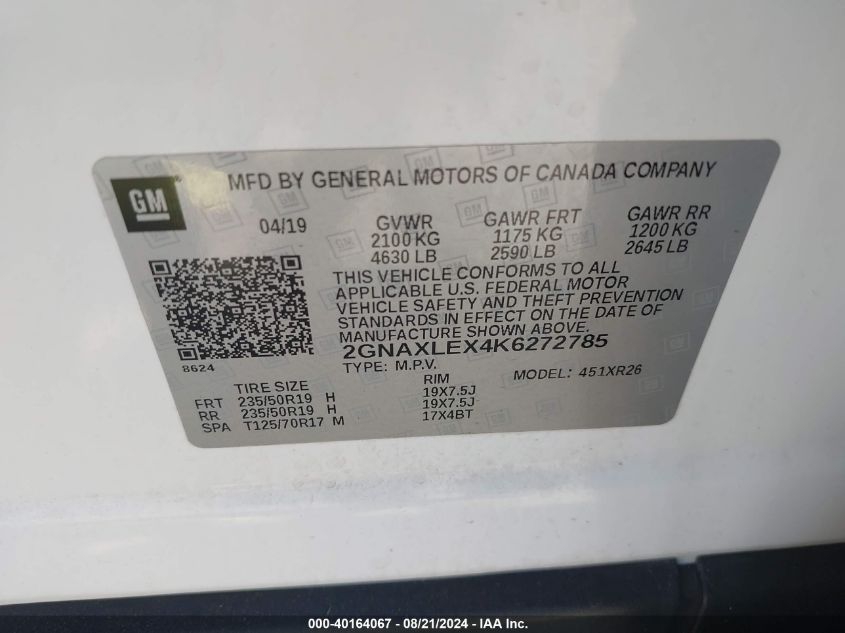 GM
MFD BY GENERAL MOTORS OF CANADA COMPANY
04/19 GVWR GAWR FRT GAWR RR
2100 KG 1175 KG 1200 KG
4630 LB 2590 LB 2645 LB
THIS VEHICLE CONFORMS TO ALL
APPLICABLE U.S. FEDERAL MOTOR
VEHICLE SAFETY AND THEFT PREVENTION
STANDARDS IN EFFECT ON THE DATE OF
MANUFACTURE SHOWN ABOVE.
2GNAXLEX4K6272785
8624
TYPE: M.P.V. MODEL: 451XR26
TIRE SIZE RIM
FRT 235/50R19 H 19X7.5J
RR 235/50R19 H 19X7.5J
SPA T125/70R17 M 17X4BT
000-40164067 - 08/21/2024 - IAA Inc.